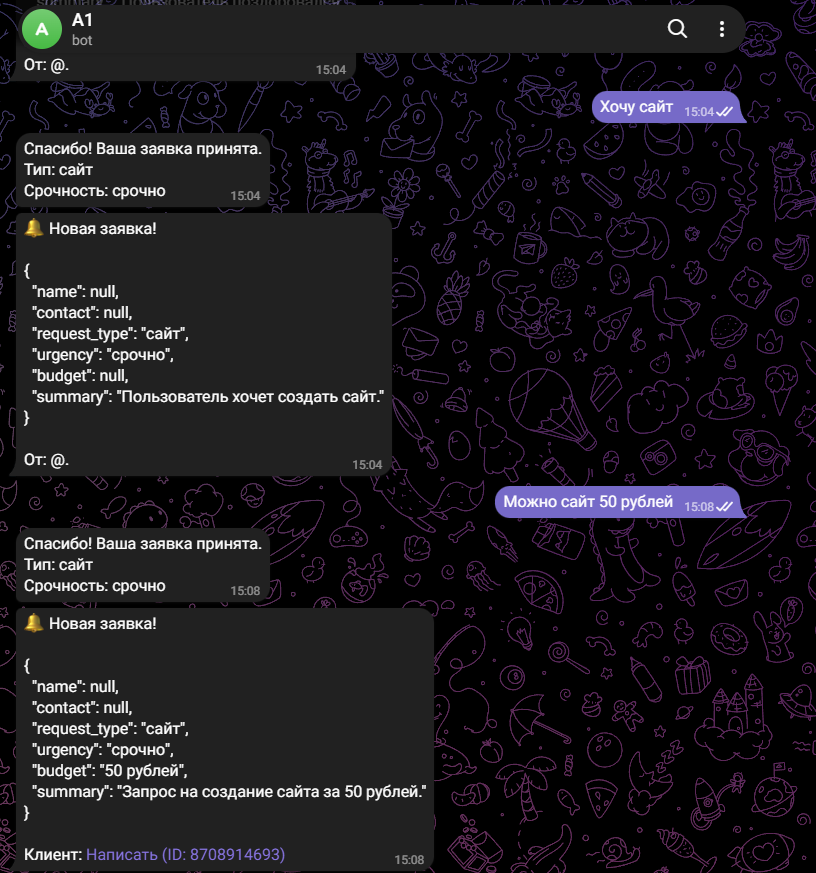 A
A1
bot
От: @.
15:04
Хочу сайт 15:04
Спасибо! Ваша заявка принята.
Тип: сайт
Срочность: срочно 15:04
🔔 Новая заявка!
{
"name": null,
"contact": null,
"request_type": "сайт",
"urgency": "срочно",
"budget": null,
"summary": "Пользователь хочет создать сайт."
}
От: @. 15:04
Можно сайт 50 рублей 15:08
Спасибо! Ваша заявка принята.
Тип: сайт
Срочность: срочно 15:08
🔔 Новая заявка!
{
"name": null,
"contact": null,
"request_type": "сайт",
"urgency": "срочно",
"budget": "50 рублей",
"summary": "Запрос на создание сайта за 50 рублей."
}
Клиент: Написать (ID: 8708914693) 15:08